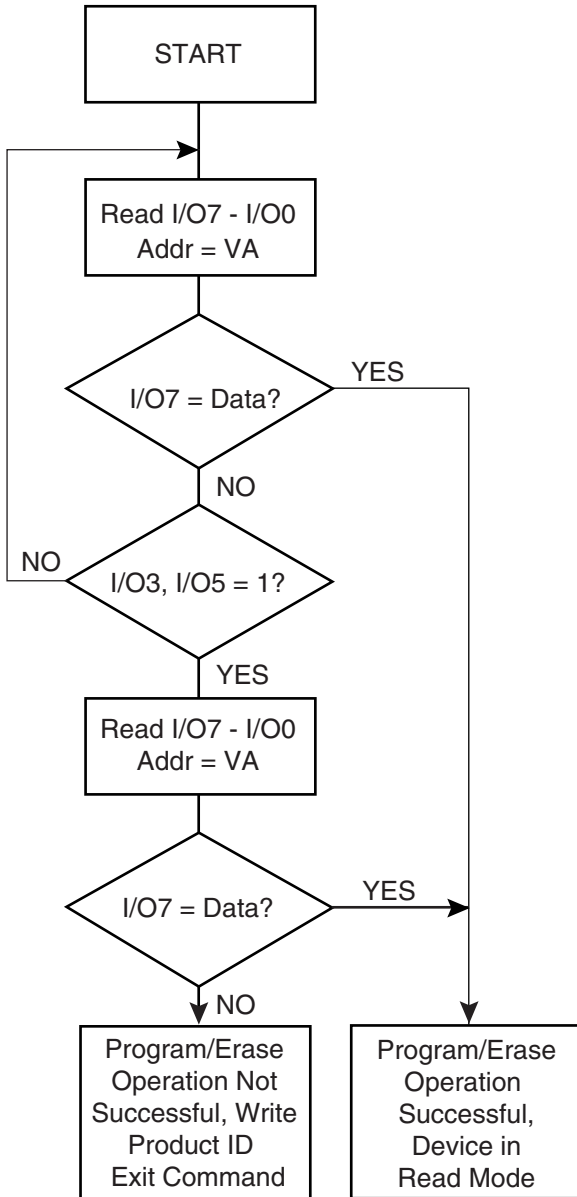 START
Read I/O7 - I/O0
Addr = VA
I/O7 = Data?
YES
NO
NO
I/O3, I/O5 = 1?
YES
Read I/O7 - I/O0
Addr = VA
I/O7 = Data?
YES
NO
Program/Erase
Operation Not
Successful, Write
Product ID
Exit Command
Program/Erase
Operation
Successful,
Device in
Read Mode